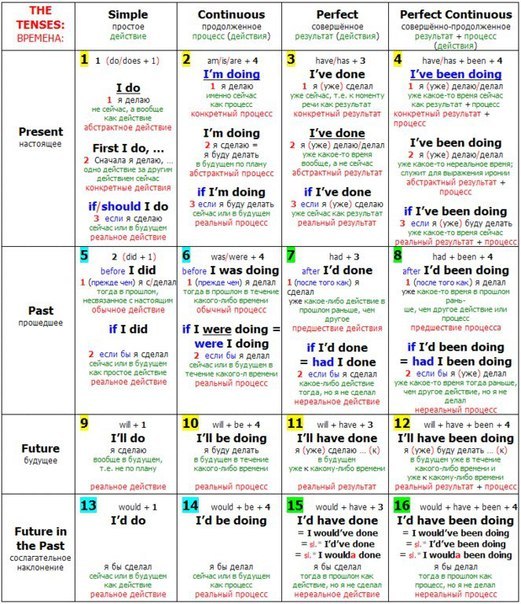 THE TENSES:
ВРЕМЕНА:
Simple
простое
действие
Continuous
продолженное
процесс (действия)
Perfect
совершённое
результат (действия)
Perfect Continuous
совершённо-продолженное
результат + процесс
(действия)
Present
настоящее
1 1 (do/does + 1)
I do
1 я делаю
не сейчас, а вообще
как действие
абстрактное действие
First I do, ...
2 Сначала я делаю, ...
одно действие за другим
действием сейчас
конкретные действия
if/should I do
3 если я сделаю
сейчас или в будущем
реальное действие
2 am/is/are + 4
I'm doing
1 я делаю
именно сейчас
как процесс
конкретный процесс
I'm doing
2 я сделаю =
я буду делать
в будущем по плану
абстрактный процесс
if I'm doing
3 если я буду делать
сейчас или в будущем
реальный процесс
3 have/has + 3
I've done
1 я (уже) сделал
уже сейчас, т.е. к моменту
речи как результат
конкретный результат
I've done
2 я (уже) делаю/делал
уже какое-то время
вообще, а не сейчас
абстрактный результат
if I've done
3 если я (уже) сделаю
уже сейчас как результат
реальный результат
4 have/has + been + 4
I've been doing
1 я (уже) делаю/делал
уже какое-то время сейчас
как результат + процесс
конкретный результат +
процесс
I've been doing
2 я (уже) делаю/делал
уже какое-то нереальное время;
служит для выражения иронии
абстрактный результат +
процесс
if I've been doing
3 если я (уже) буду делать
уже какое-то время сейчас
реальный результат + процесс
Past
прошедшее
5 2 (did + 1)
before I did
1 (прежде чем) я с/делал
тогда в прошлом,
несвязанное с настоящим
обычное действие
if I did
2 если бы я сделал
сейчас или в будущем
как простое действие
реальное действие
6 was/were + 4
before I was doing
1 (прежде чем) я делал
тогда в прошлом в течение
какого-либо времени
обычный процесс
if I were doing =
were I doing
2 если бы я делал
сейчас или в будущем в
течение какого-л времени
реальный процесс
7 had + 3
after I'd done
1 (после того как) я
сделал
уже какое-либо действие в
прошлом раньше, чем
другое
предшествие действия
if I'd done
= had I done
2 если бы я (уже)
сделал
какое-либо действие
тогда, но я не сделал
нереальное действие
8 had + been + 4
after I'd been doing
1 (после того как) я делал
уже какое-то время в прошлом
рань-
ше, чем другое действие или
процесс
предшествие процесса
if I'd been doing
= had I been doing
2 если бы я (уже) делал
уже какое-то время тогда раньше,
чем другое действие, но я не
делал
нереальный процесс
Future
будущее
9 will + 1
I'll do
я сделаю
вообще в будущем,
т.е. не по плану
реальное действие
10 will + be + 4
I'll be doing
я буду делать
в будущем в течение
какого-либо времени
реальный процесс
11 will + have + 3
I'll have done
я (уже) сделаю ... (к)
в будущем
уже к какому-либо времени
реальный результат
12 will + have + been + 4
I'll have been doing
я (уже) буду делать ... (к)
в будущем уже в течение
какого-либо времени и
уже к какому-либо времени
реальный результат + процесс
Future in
the Past
сослагательное
наклонение
13 would + 1
I'd do
я бы сделал
сейчас или в будущем
как действие
реальное действие
14 would + be + 4
I'd be doing
я бы делал
сейчас или в будущем
как процесс
реальный процесс
15 would + have + 3
I'd have done
= I would've done
= sl. * I'd've done
= sl. * I woulda done
я бы сделал
тогда в прошлом
как действие, но не сделал
нереальное действие
16 would + have + been + 4
I'd have been doing
= I would've been doing
= sl. * I'd've been doing
= sl. * I woulda been doing
я бы делал
тогда в прошлом
как процесс, но не делал
нереальный процесс